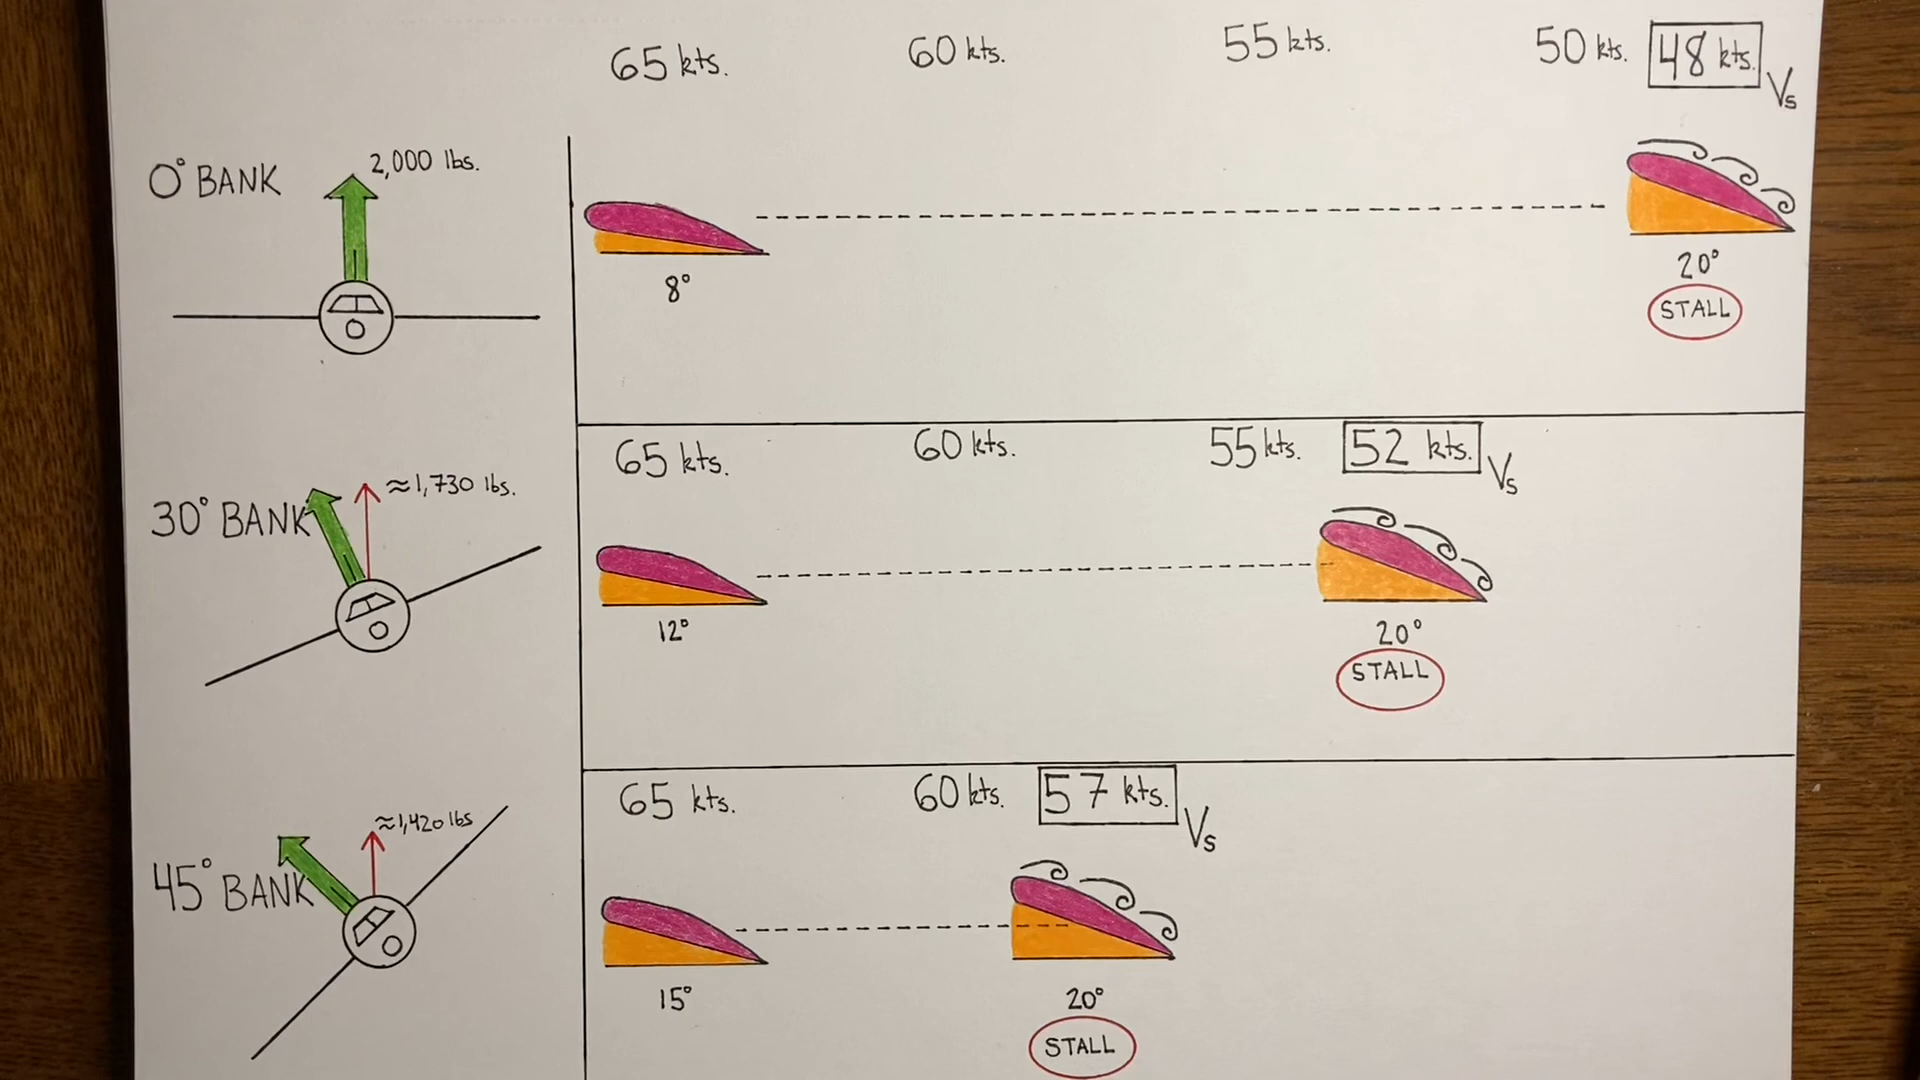 65 kts. 60 kts. 55 kts. 50 kts. 48 kts. Vs
0° BANK 2,000 lbs.
8° 20°
STALL
65 kts. 60 kts. 55 kts. 52 kts. Vs
30° BANK ≈1,730 lbs.
12° 20°
STALL
65 kts. 60 kts. 57 kts. Vs
45° BANK ≈1,420 lbs
15° 20°
STALL